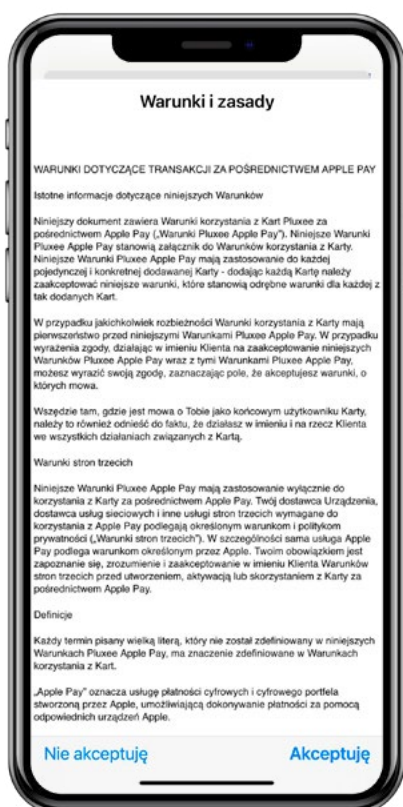 Warunki i zasady
WARUNKI DOTYCZĄCE TRANSAKCJI ZA POŚREDNICTWEM APPLE PAY
Istotne informacje dotyczące niniejszych Warunków
Niniejszy dokument zawiera Warunki korzystania z Kart Pluxee za
pośrednictwem Apple Pay („Warunki Pluxee Apple Pay”). Niniejsze Warunki
Pluxee Apple Pay stanowią załącznik do Warunków korzystania z Karty.
Niniejsze Warunki Pluxee Apple Pay mają zastosowanie do każdej
pojedynczej i konkretnej dodawanej Karty - dodając każdą Kartę należy
zaakceptować niniejsze warunki, które stanowią odrębne warunki dla każdej z
tak dodanych Kart.
W przypadku jakichkolwiek rozbieżności Warunki korzystania z Karty mają
pierwszeństwo przed niniejszymi Warunkami Pluxee Apple Pay. W przypadku
wyrażenia zgody, działając w imieniu Klienta na zaakceptowanie niniejszych
Warunków Pluxee Apple Pay wraz z tymi Warunkami Pluxee Apple Pay,
możesz wyrazić swoją zgodę, zaznaczając pole, że akceptujesz warunki, o
których mowa.
Wszędzie tam, gdzie jest mowa o Tobie jako końcowym użytkowniku Karty,
należy to również odnieść do faktu, że działasz w imieniu i na rzecz Klienta
we wszystkich działaniach związanych z Kartą.
Warunki stron trzecich
Niniejsze Warunki Pluxee Apple Pay mają zastosowanie wyłącznie do
korzystania z Karty za pośrednictwem Apple Pay. Twój dostawca Urządzenia,
dostawca usług sieciowych i inne usługi stron trzecich wymagane do
korzystania z Apple Pay podlegają określonym warunkom i politykom
prywatności („Warunki stron trzecich”). W szczególności sama usługa Apple
Pay podlega warunkom określonym przez Apple. Twoim obowiązkiem jest
zapoznanie się, zrozumienie i zaakceptowanie w imieniu Klienta Warunków
stron trzecich przed utworzeniem, aktywacją lub skorzystaniem z Karty za
pośrednictwem Apple Pay.
Definicje
Każdy termin pisany wielką literą, który nie został zdefiniowany w niniejszych
Warunkach Pluxee Apple Pay, ma znaczenie zdefiniowane w Warunkach
korzystania z Kart.
„Apple Pay” oznacza usługę płatności cyfrowych i cyfrowego portfela
stworzoną przez Apple, umożliwiającą dokonywanie płatności za pomocą
odpowiednich urządzeń Apple.
Nie akceptuję
Akceptuję